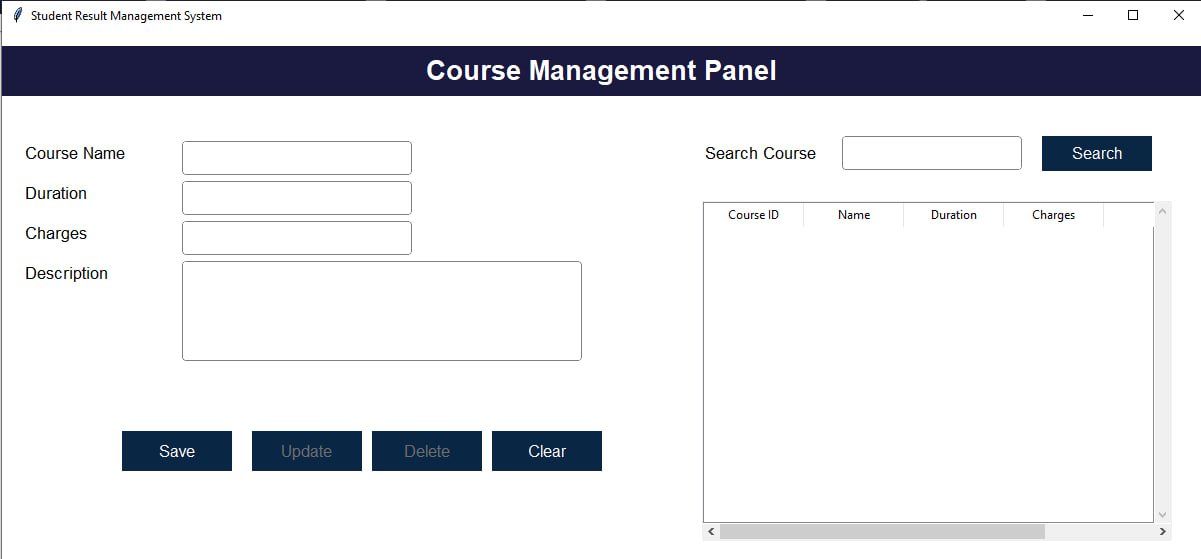 Student Result Management System
Course Management Panel
Course Name
Duration
Charges
Description
Save Update Delete Clear
Search Course Search
Course ID Name Duration Charges